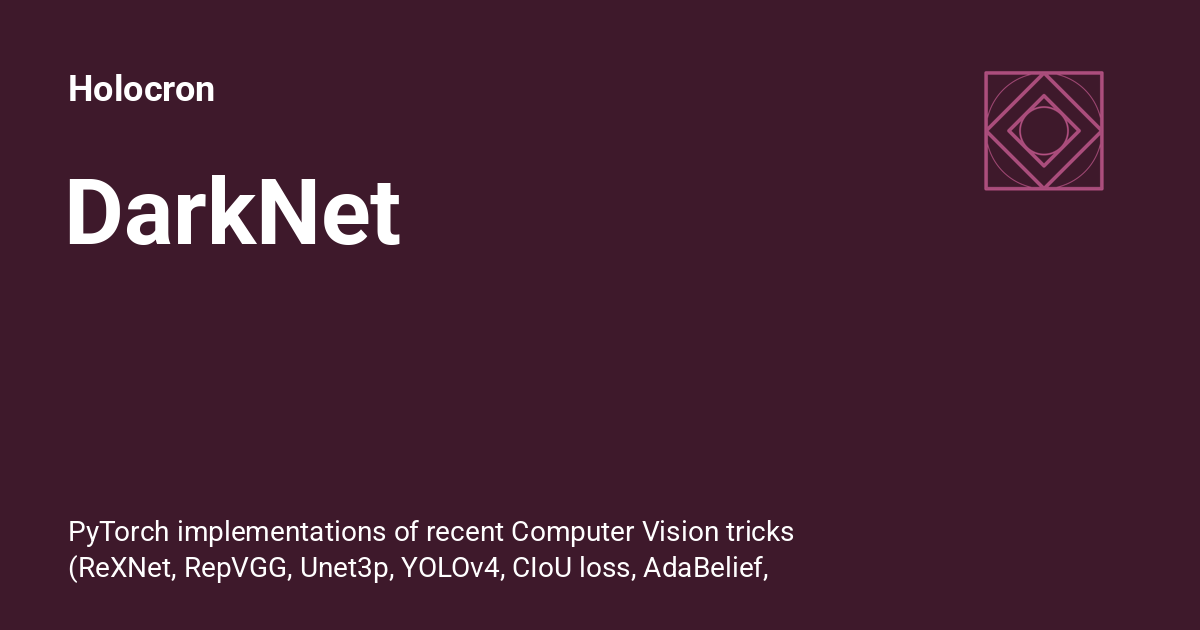 Holocron
DarkNet
PyTorch implementations of recent Computer Vision tricks
(ReXNet, RepVGG, Unet3p, YOLOv4, CIoU loss, AdaBelief,